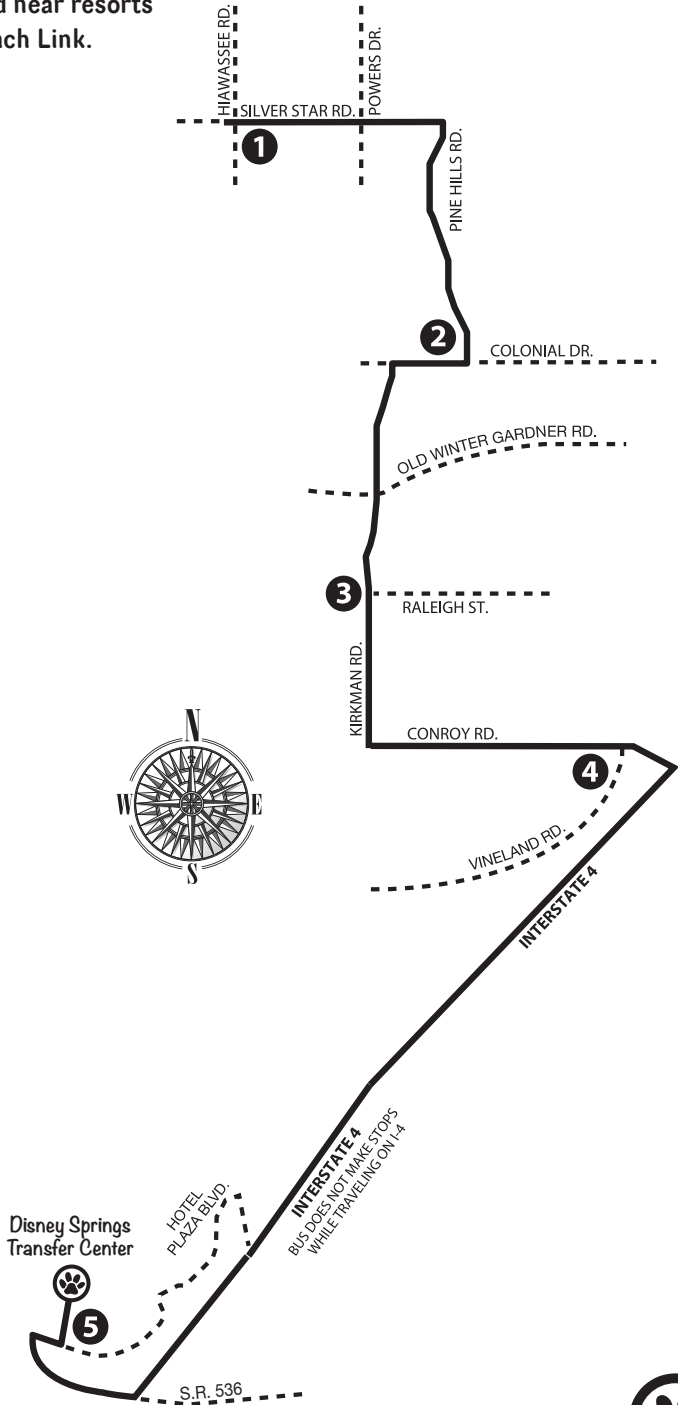 d near resorts
ach Link.
HIAWASSEE RD.
POWERS DR.
SILVER STAR RD.
1
PINE HILLS RD.
2
COLONIAL DR.
OLD WINTER GARDNER RD.
3
RALEIGH ST.
KIRKMAN RD.
CONROY RD.
4
N
W
E
S
VINELAND RD.
INTERSTATE 4
INTERSTATE 4
BUS DOES NOT MAKE STOPS
WHILE TRAVELING ON I-4
HOTEL
PLAZA BLVD.
Disney Springs
Transfer Center
5
S.R. 536